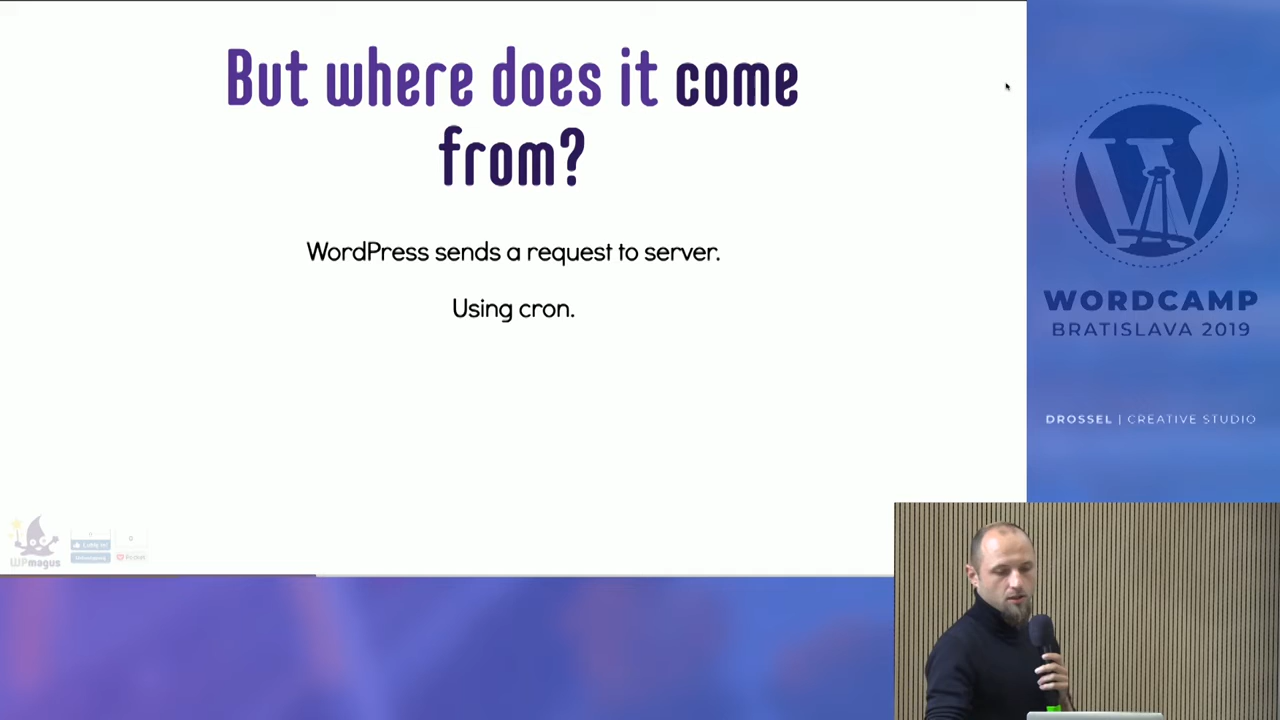 But where does it come
from?
WordPress sends a request to server.
Using cron.
WORDCAMP
BRATISLAVA 2019
DROSSEL | CREATIVE STUDIO
WPmagus